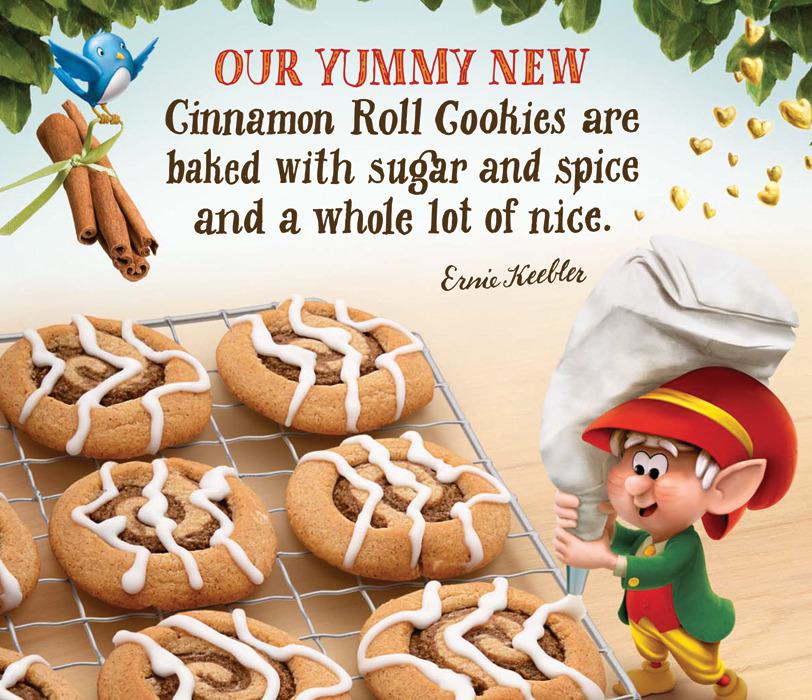 OUR YUMMY NEW
Cinnamon Roll Cookies are
baked with sugar and spice
and a whole lot of nice.
Ernie Keebler